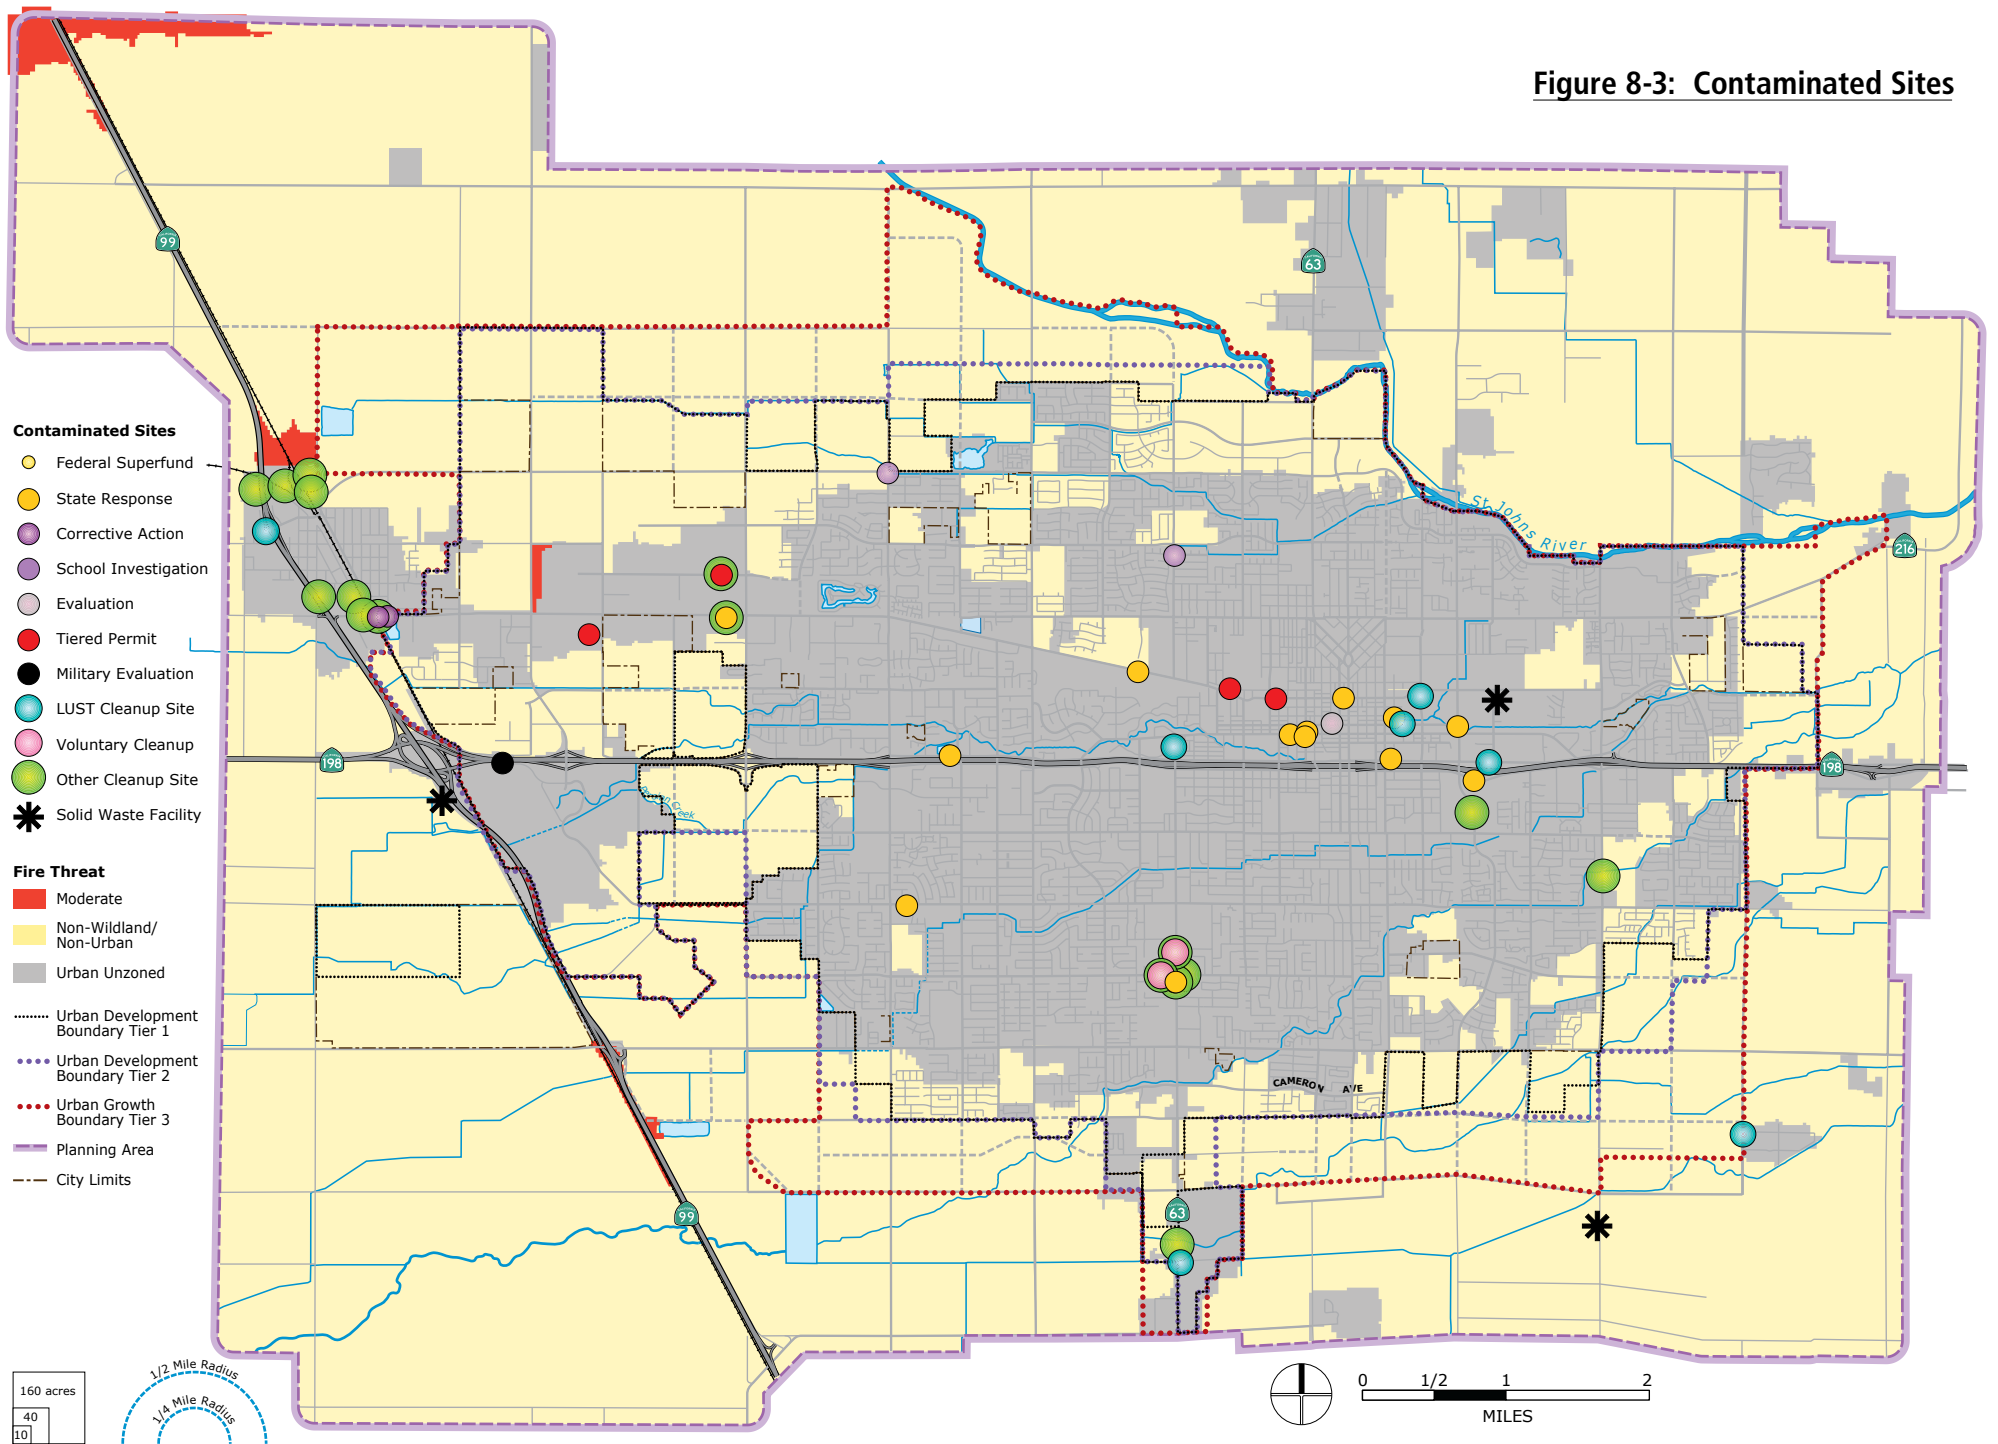 Figure 8-3: Contaminated Sites
99
63
St. Johns River
216
Contaminated Sites
Federal Superfund
State Response
Corrective Action
School Investigation
Evaluation
Tiered Permit
Military Evaluation
LUST Cleanup Site
Voluntary Cleanup
Other Cleanup Site
Solid Waste Facility
198
198
Creek
Fire Threat
Moderate
Non-Wildland/
Non-Urban
Urban Unzoned
Urban Development
Boundary Tier 1
Urban Development
Boundary Tier 2
Urban Growth
Boundary Tier 3
Planning Area
City Limits
CAMERON AVE
99
63
160 acres
40
10
1/2 Mile Radius
1/4 Mile Radius
0 1/2 1 2
MILES